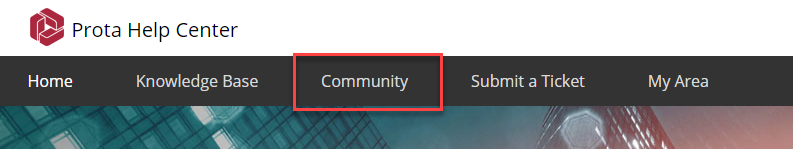 Prota Help Center
Home Knowledge Base Community Submit a Ticket My Area